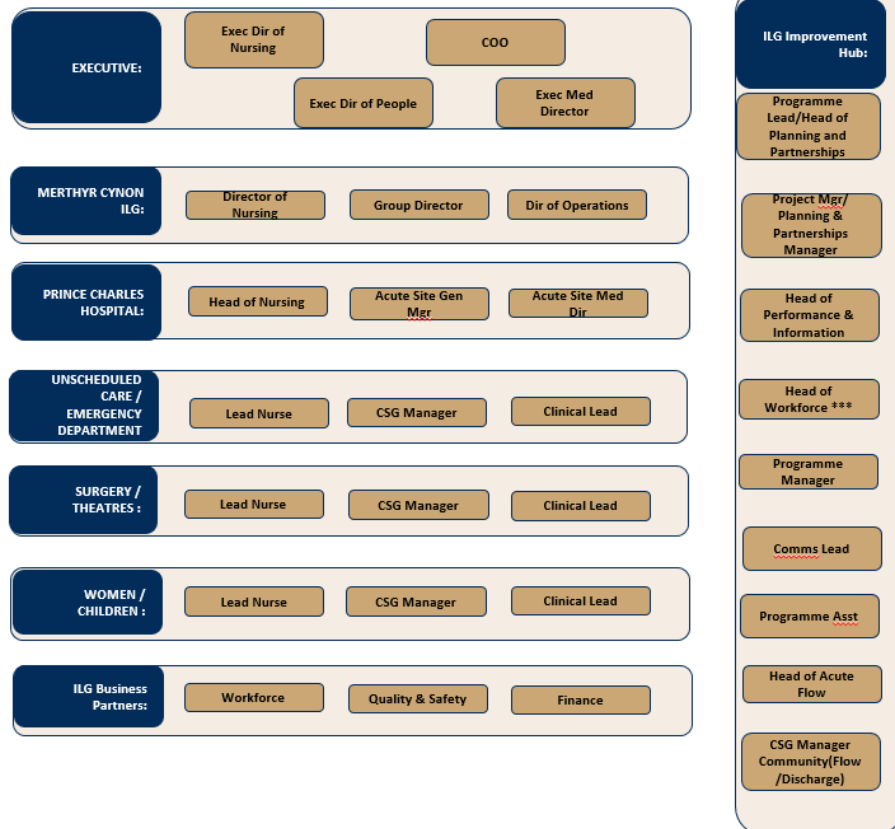 EXECUTIVE:
Exec Dir of
Nursing
COO
Exec Dir of People
Exec Med
Director
MERTHYR CYNON
ILG:
Director of
Nursing
Group Director
Dir of Operations
PRINCE CHARLES
HOSPITAL:
Head of Nursing
Acute Site Gen
Mgr
Acute Site Med
Dir
UNSCHEDULED
CARE /
EMERGENCY
DEPARTMENT
Lead Nurse
CSG Manager
Clinical Lead
SURGERY /
THEATRES :
Lead Nurse
CSG Manager
Clinical Lead
WOMEN /
CHILDREN :
Lead Nurse
CSG Manager
Clinical Lead
ILG Business
Partners:
Workforce
Quality & Safety
Finance
ILG Improvement
Hub:
Programme
Lead/Head of
Planning and
Partnerships
Project Mgr/
Planning &
Partnerships
Manager
Head of
Performance &
Information
Head of
Workforce ***
Programme
Manager
Comms Lead
Programme Asst
Head of Acute
Flow
CSG Manager
Community(Flow
/Discharge)